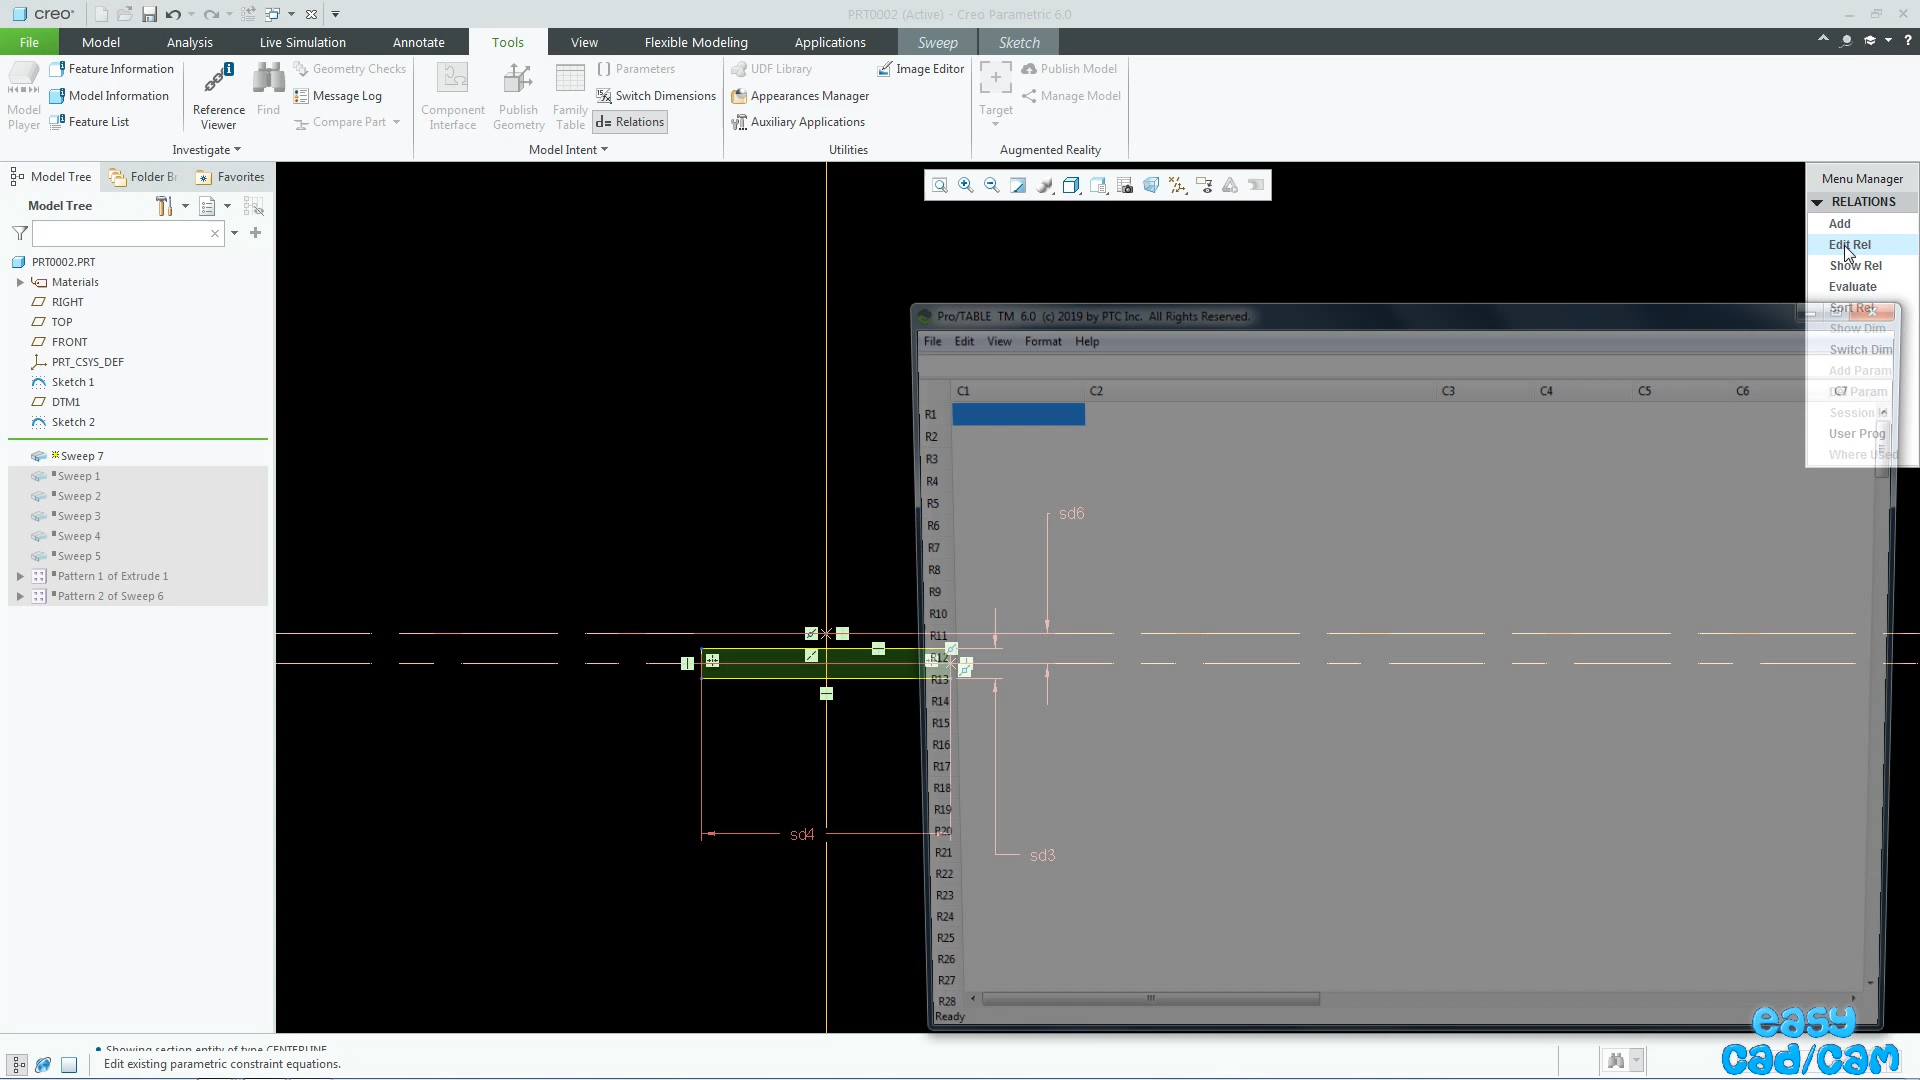 creo
PRT0002 (Active) - Creo Parametric 6.0
File Model Analysis Live Simulation Annotate Tools View Flexible Modeling Applications Sweep Sketch
Model Player
Feature Information
Model Information
Feature List
Reference Viewer
Find
Geometry Checks
Message Log
Compare Part
Investigate
Component Interface
Publish Geometry
Family Table
Parameters
Switch Dimensions
d= Relations
Model Intent
UDF Library
Appearances Manager
Auxiliary Applications
Image Editor
Utilities
Target
Publish Model
Manage Model
Augmented Reality
Model Tree Folder Br Favorites
Model Tree
PRT0002.PRT
Materials
RIGHT
TOP
FRONT
PRT_CSYS_DEF
Sketch 1
DTM1
Sketch 2
Sweep 7
Sweep 1
Sweep 2
Sweep 3
Sweep 4
Sweep 5
Pattern 1 of Extrude 1
Pattern 2 of Sweep 6
Menu Manager
RELATIONS
Add
Edit Rel
Show Rel
Evaluate
Sort Rel
Show Dim
Switch Dim
Add Param
Param
Session
User Prog
Where Used
Pro/TABLE TM 6.0 (c) 2019 by PTC Inc. All Rights Reserved.
File Edit View Format Help
C1 C2 C3 C4 C5 C6 C7
R1
R2
R3
R4
R5
R6
R7
R8
R9
R10
R11
R12
R13
R14
R15
R16
R17
R18
R19
R20
R21
R22
R23
R24
R25
R26
R27
R28
Ready
sd6
sd4
sd3
Showing section entity of type CENTERLINE
Edit existing parametric constraint equations.
easy
Cad/Cam